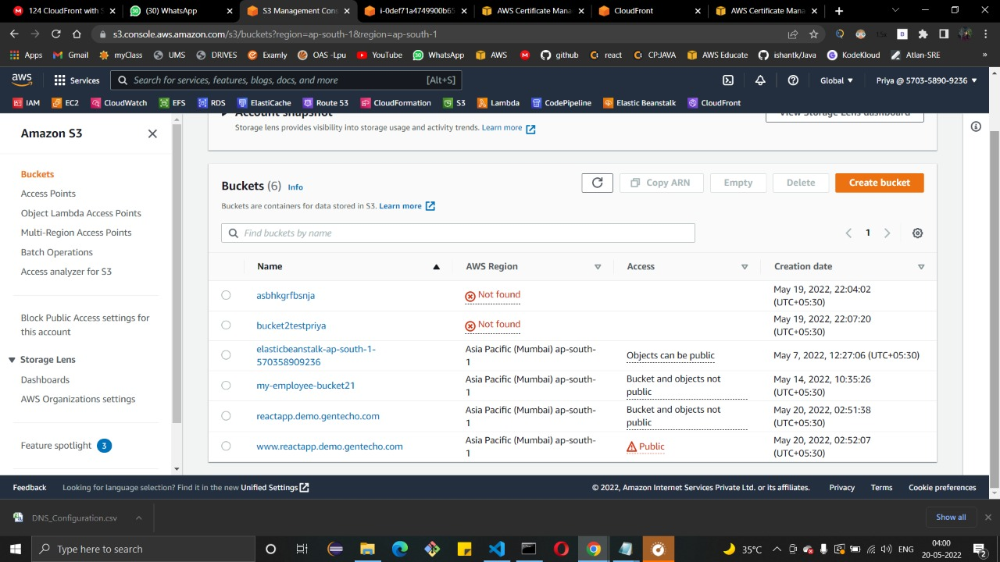 124 CloudFront with S
(30) WhatsApp
S3 Management Cons
i-0def71a4749900b65
AWS Certificate Mana
CloudFront
AWS Certificate Mana
s3.console.aws.amazon.com/s3/buckets?region=ap-south-1&region=ap-south-1
Apps
Gmail
myClass
UMS
DRIVES
Examly
OAS -Lpu
YouTube
WhatsApp
AWS
github
react
CPJAVA
AWS Educate
ishantk/Java
KodeKloud
Atlan-SRE
»
aws
Services
Search for services, features, blogs, docs, and more
[Alt+S]
Global
Priya @ 5703-5890-9236
IAM
EC2
CloudWatch
EFS
RDS
ElastiCache
Route 53
CloudFormation
S3
Lambda
CodePipeline
Elastic Beanstalk
CloudFront
Amazon S3
Buckets
Access Points
Object Lambda Access Points
Multi-Region Access Points
Batch Operations
Access analyzer for S3
Block Public Access settings for
this account
Storage Lens
Dashboards
AWS Organizations settings
Feature spotlight 3
Account snapshot
View Storage Lens dashboard
Storage lens provides visibility into storage usage and activity trends. Learn more
Buckets (6) Info
Copy ARN
Empty
Delete
Create bucket
Buckets are containers for data stored in S3. Learn more
Find buckets by name
1
Name
AWS Region
Access
Creation date
asbhkgrfbsnja
Not found
May 19, 2022, 22:04:02
(UTC+05:30)
bucket2testpriya
Not found
May 19, 2022, 22:07:20
(UTC+05:30)
elasticbeanstalk-ap-south-1-
570358909236
Asia Pacific (Mumbai) ap-south-
1
Objects can be public
May 7, 2022, 12:27:06 (UTC+05:30)
my-employee-bucket21
Asia Pacific (Mumbai) ap-south-
1
Bucket and objects not
public
May 14, 2022, 10:35:26
(UTC+05:30)
reactapp.demo.gentecho.com
Asia Pacific (Mumbai) ap-south-
1
Bucket and objects not
public
May 20, 2022, 02:51:38
(UTC+05:30)
www.reactapp.demo.gentecho.com
Asia Pacific (Mumbai) ap-south-
1
Public
May 20, 2022, 02:52:07
(UTC+05:30)
Feedback
Looking for language selection? Find it in the new Unified Settings
© 2022, Amazon Internet Services Private Ltd. or its affiliates.
Privacy
Terms
Cookie preferences
DNS_Configuration.csv
Show all
Type here to search
35°C
ENG
04:00
20-05-2022
2